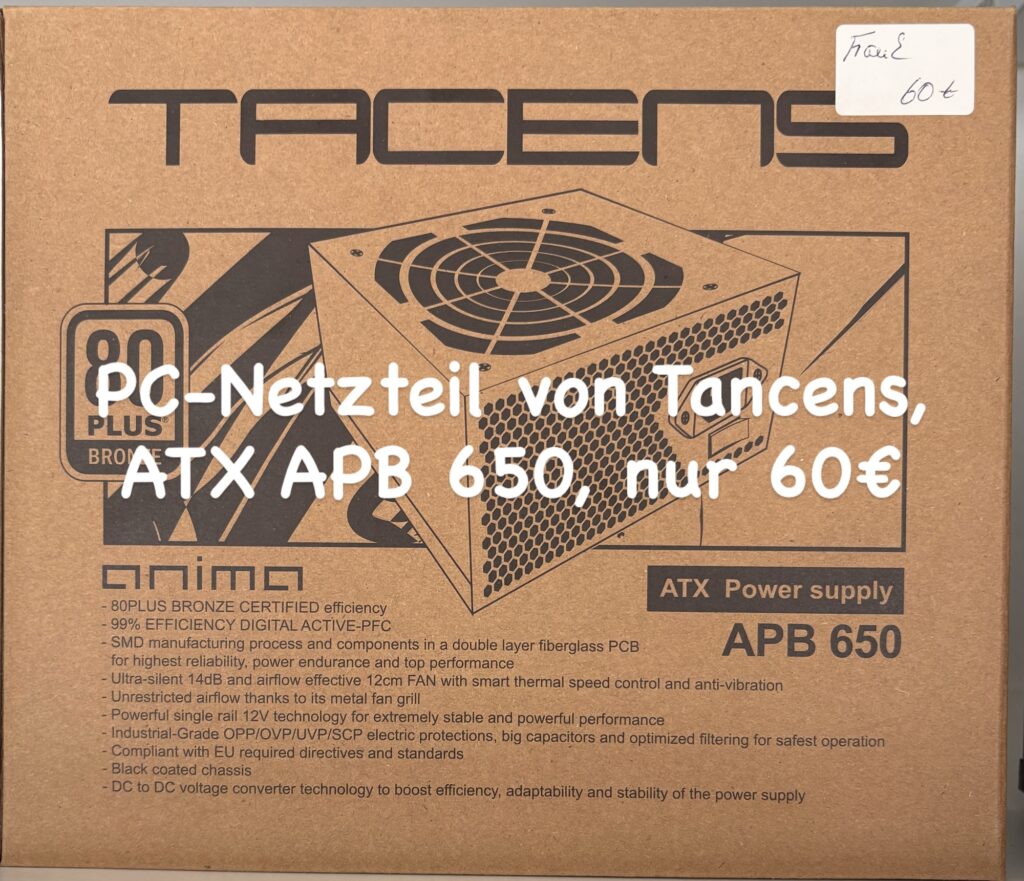 60€
TACENS
80
PLUS
BRONZE
PC-Netzteil von Tancens,
ATX APB 650, nur 60€
anima
- 80PLUS BRONZE CERTIFIED efficiency
- 99% EFFICIENCY DIGITAL ACTIVE-PFC
- SMD manufacturing process and components in a double layer fiberglass PCB
for highest reliability, power endurance and top performance
- Ultra-silent 14dB and airflow effective 12cm FAN with smart thermal speed control and anti-vibration
- Unrestricted airflow thanks to its metal fan grill
- Powerful single rail 12V technology for extremely stable and powerful performance
- Industrial-Grade OPP/OVP/UVP/SCP electric protections, big capacitors and optimized filtering for safest operation
- Compliant with EU required directives and standards
- Black coated chassis
- DC to DC voltage converter technology to boost efficiency, adaptability and stability of the power supply
ATX Power supply
APB 650